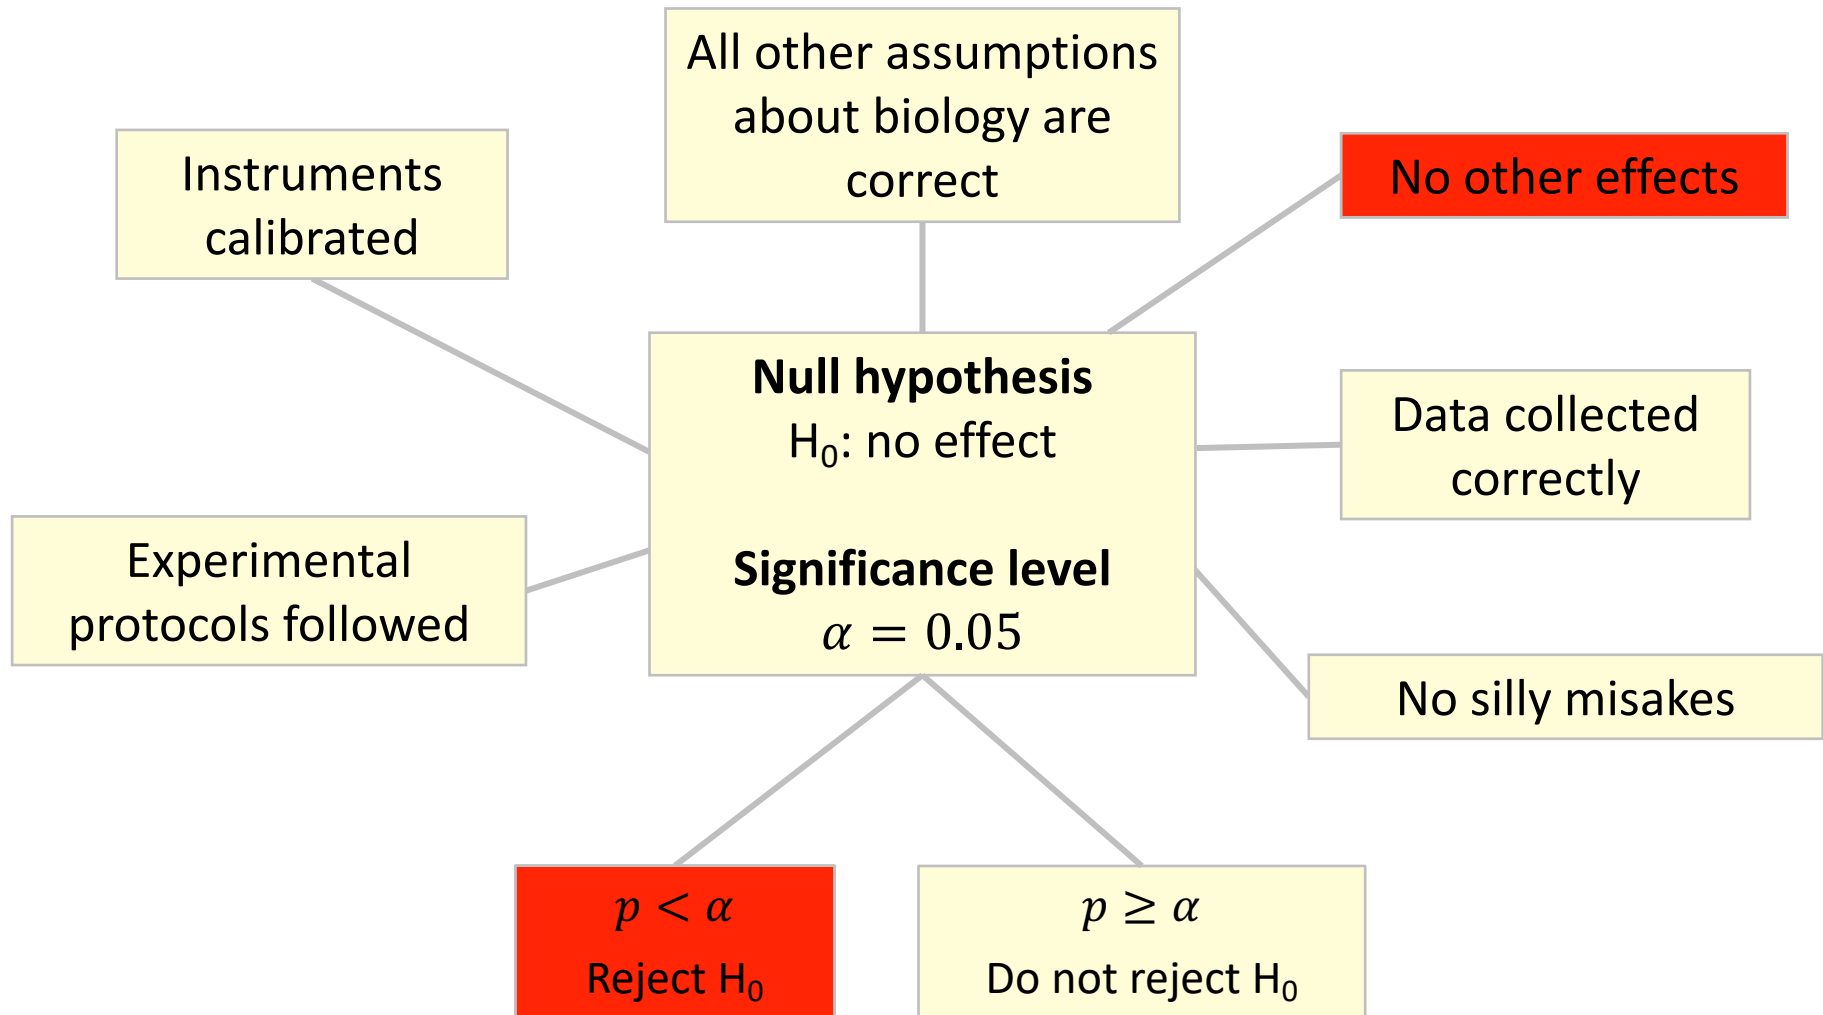 All other assumptions
about biology are
correct
Instruments
calibrated
No other effects
Null hypothesis
H₀: no effect
Significance level
α = 0.05
Data collected
correctly
Experimental
protocols followed
No silly misakes
p < α
Reject H₀
p ≥ α
Do not reject H₀